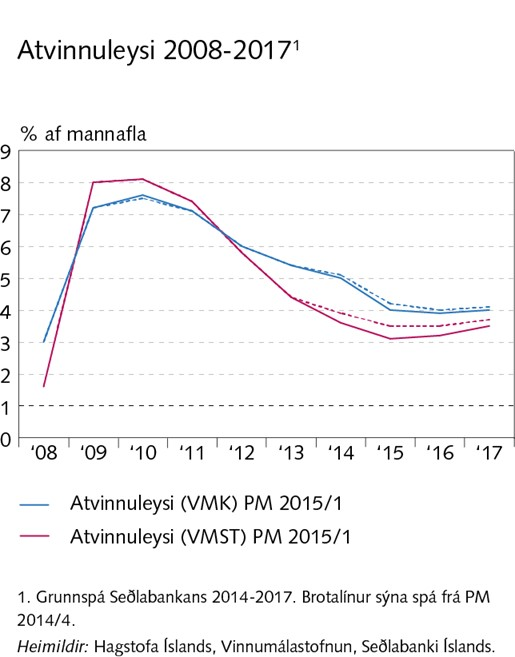 Atvinnuleysi 2008-2017¹
% af mannafla
9
8
7
6
5
4
3
2
1
0
‘08 ‘09 ‘10 ‘11 ‘12 ‘13 ‘14 ‘15 ‘16 ‘17
Atvinnuleysi (VMK) PM 2015/1
Atvinnuleysi (VMST) PM 2015/1
1. Grunnspá Seðlabankans 2014-2017. Brotalínur sýna spá frá PM
2014/4.
Heimildir: Hagstofa Íslands, Vinnumálastofnun, Seðlabanki Íslands.